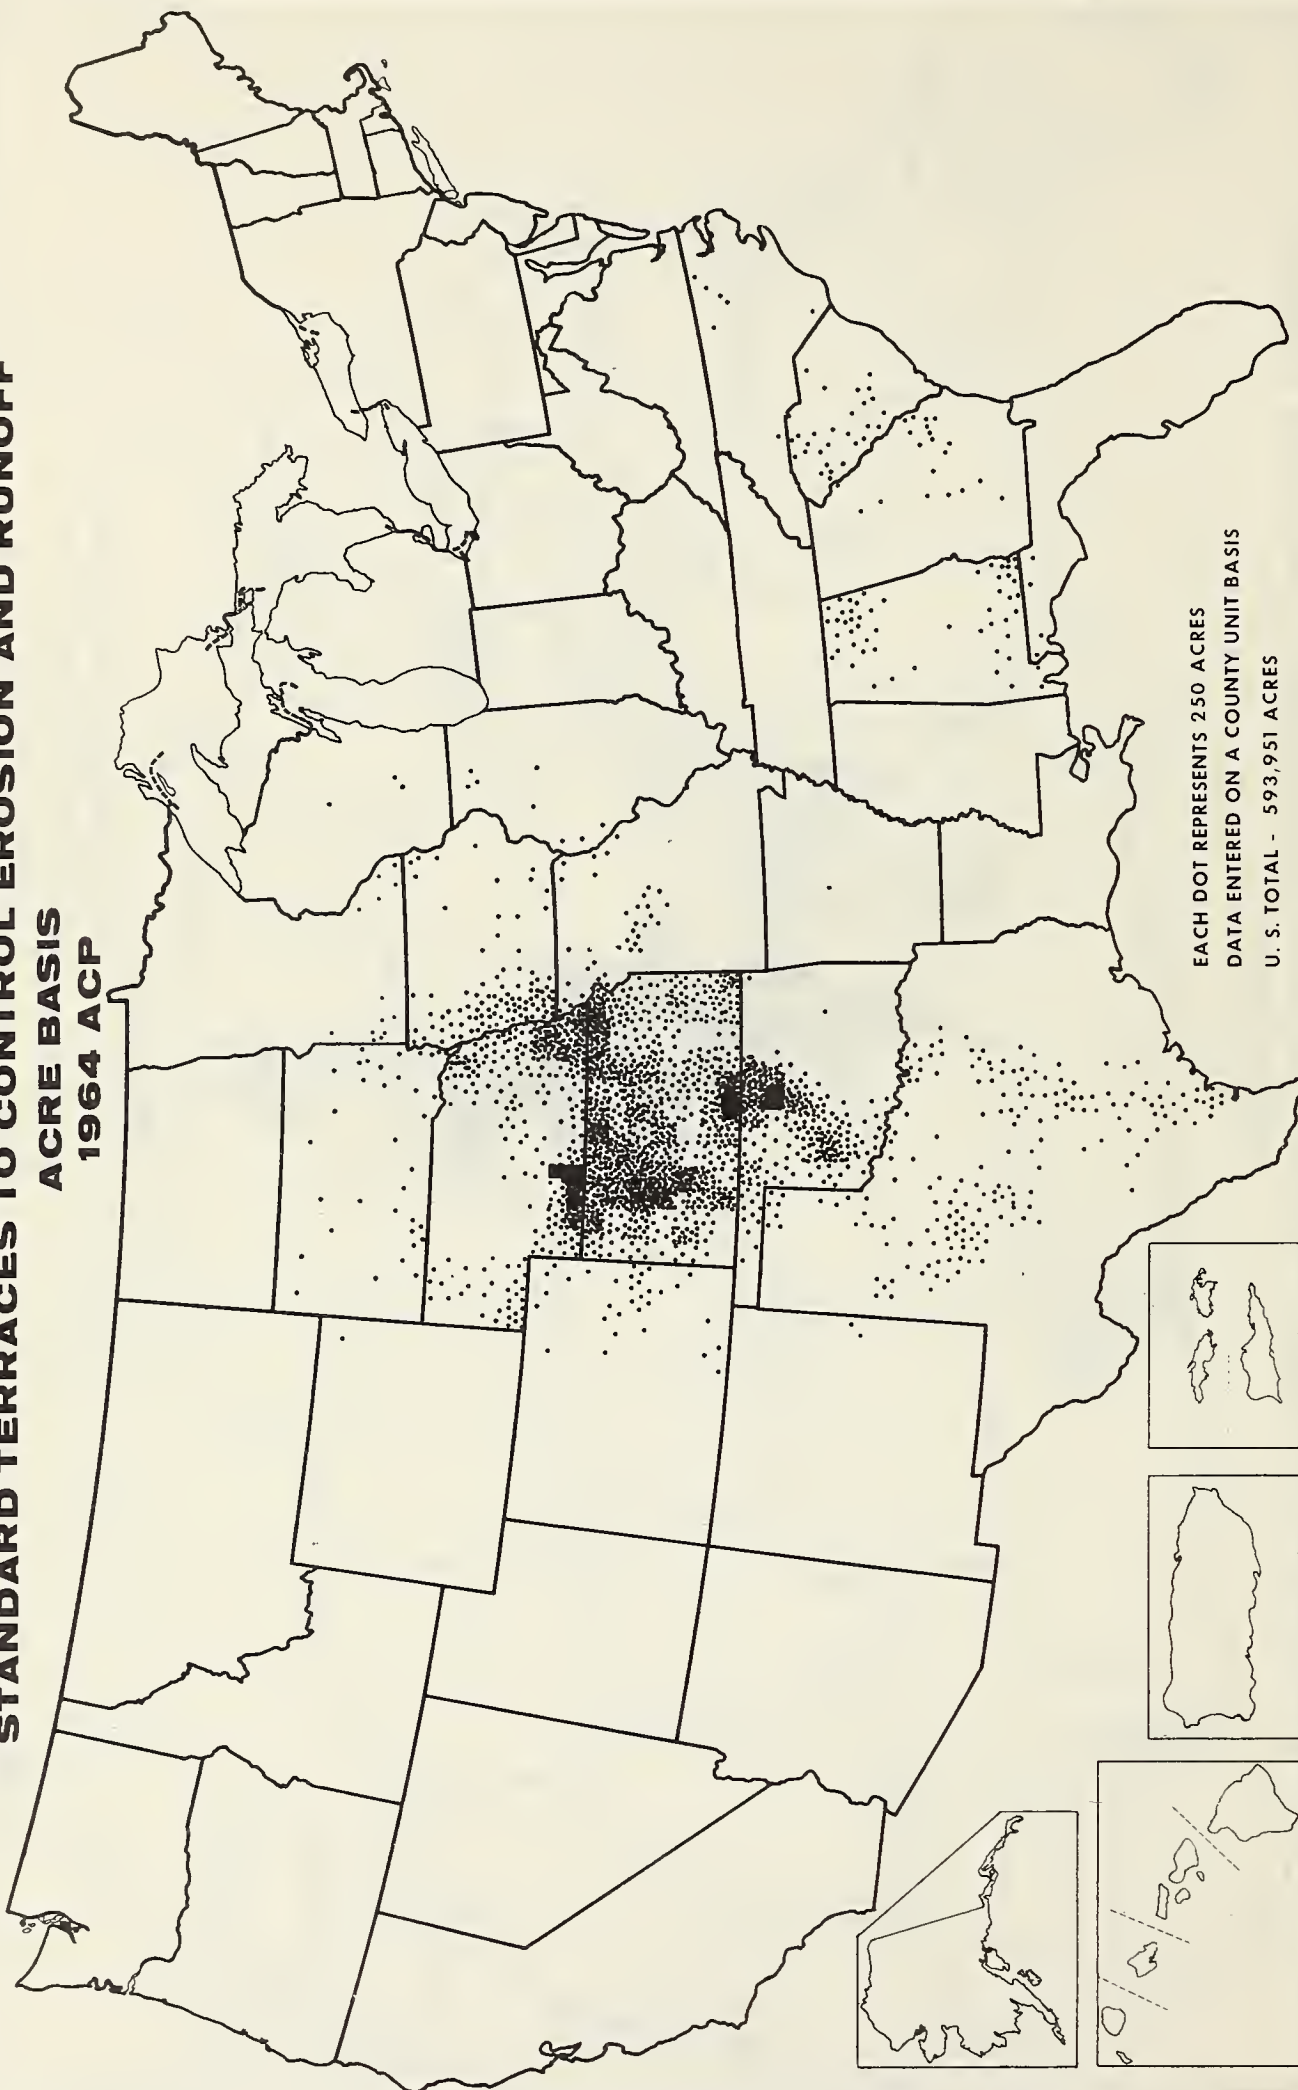 STANDARD TERRACES TO CONTROL EROSION AND RUNOFF
ACRE BASIS
1964 ACP
EACH DOT REPRESENTS 250 ACRES
DATA ENTERED ON A COUNTY UNIT BASIS
U. S. TOTAL - 593,951 ACRES